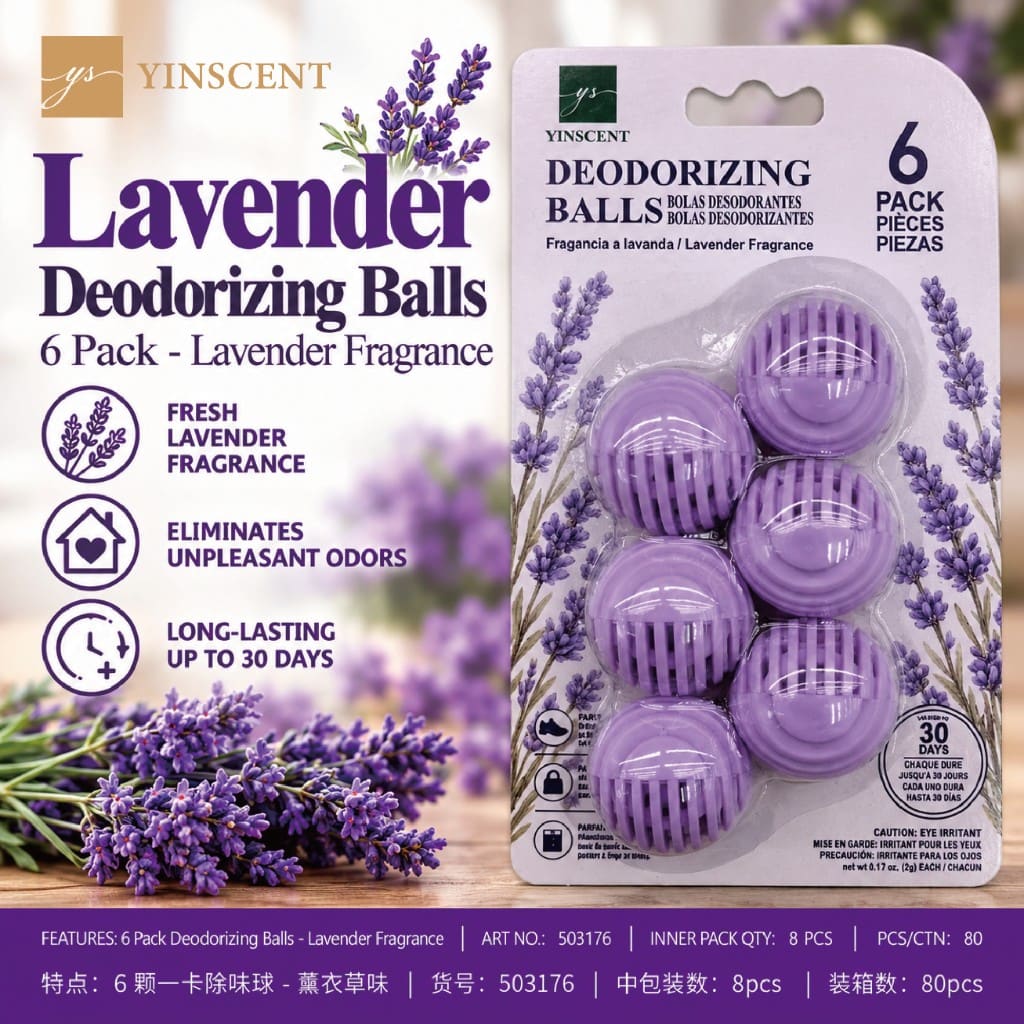 ys YINSCENT
Lavender
Deodorizing Balls
6 Pack - Lavender Fragrance
FRESH
LAVENDER
FRAGRANCE
ELIMINATES
UNPLEASANT ODORS
LONG-LASTING
UP TO 30 DAYS
ys
YINSCENT
DEODORIZING
BALLS BOLAS DESODORANTES
BOLAS DESODORIZANTES
Fragancia a lavanda / Lavender Fragrance
6
PACK
PIÈCES
PIEZAS
30
DAYS
CHAQUE DURE
JUSQU'A 30 JOURS
CADA UNO DURA
HASTA 30 DÍAS
CAUTION: EYE IRRITANT
MISE EN GARDE: IRRITANT POUR LES YEUX
PRECAUCIÓN: IRRITANTE PARA LOS OJOS
net wt 0.17 oz. (2g) EACH / CHACUN
FEATURES: 6 Pack Deodorizing Balls - Lavender Fragrance | ART NO.: 503176 | INNER PACK QTY: 8 PCS | PCS/CTN: 80
特点：6 颗一卡除味球 - 薰衣草味 | 货号：503176 | 中包装数：8pcs | 装箱数：80pcs